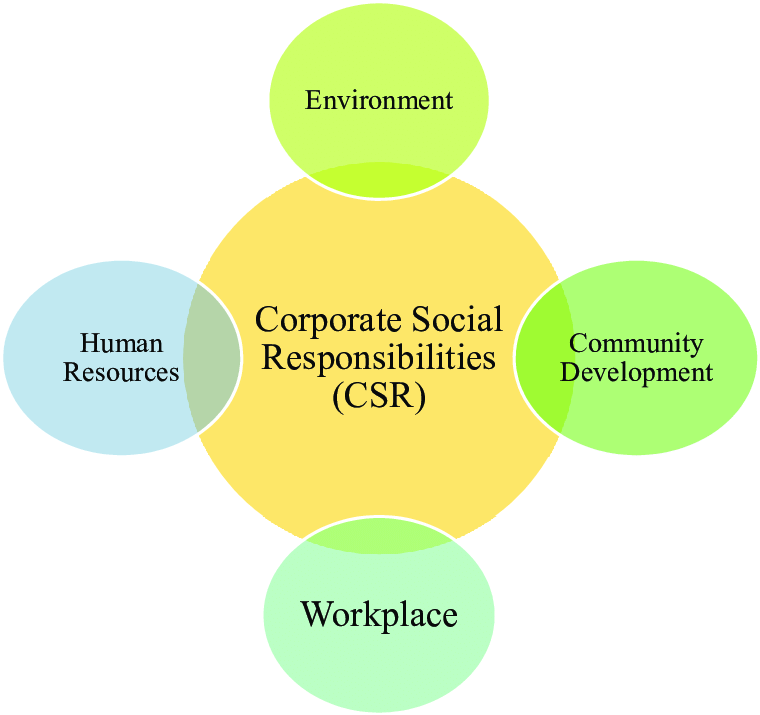 Environment
Human
Resources
Corporate Social
Responsibilities
(CSR)
Community
Development
Workplace